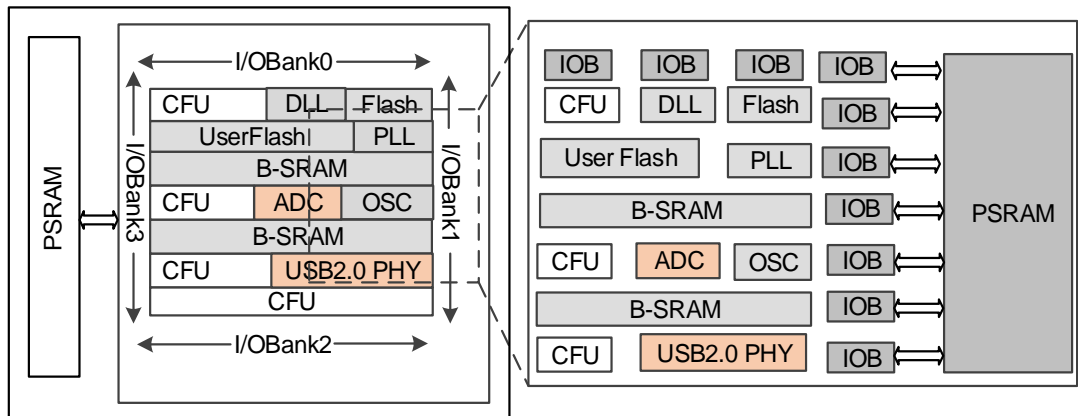 PSRAM
I/OBank0
I/OBank3
I/OBank1
CFU DLL Flash
UserFlash PLL
B-SRAM
CFU ADC OSC
B-SRAM
CFU USB2.0 PHY
CFU
I/OBank2
IOB IOB IOB IOB
CFU DLL Flash IOB
User Flash PLL IOB
B-SRAM IOB
CFU ADC OSC IOB
B-SRAM IOB
CFU USB2.0 PHY IOB
PSRAM